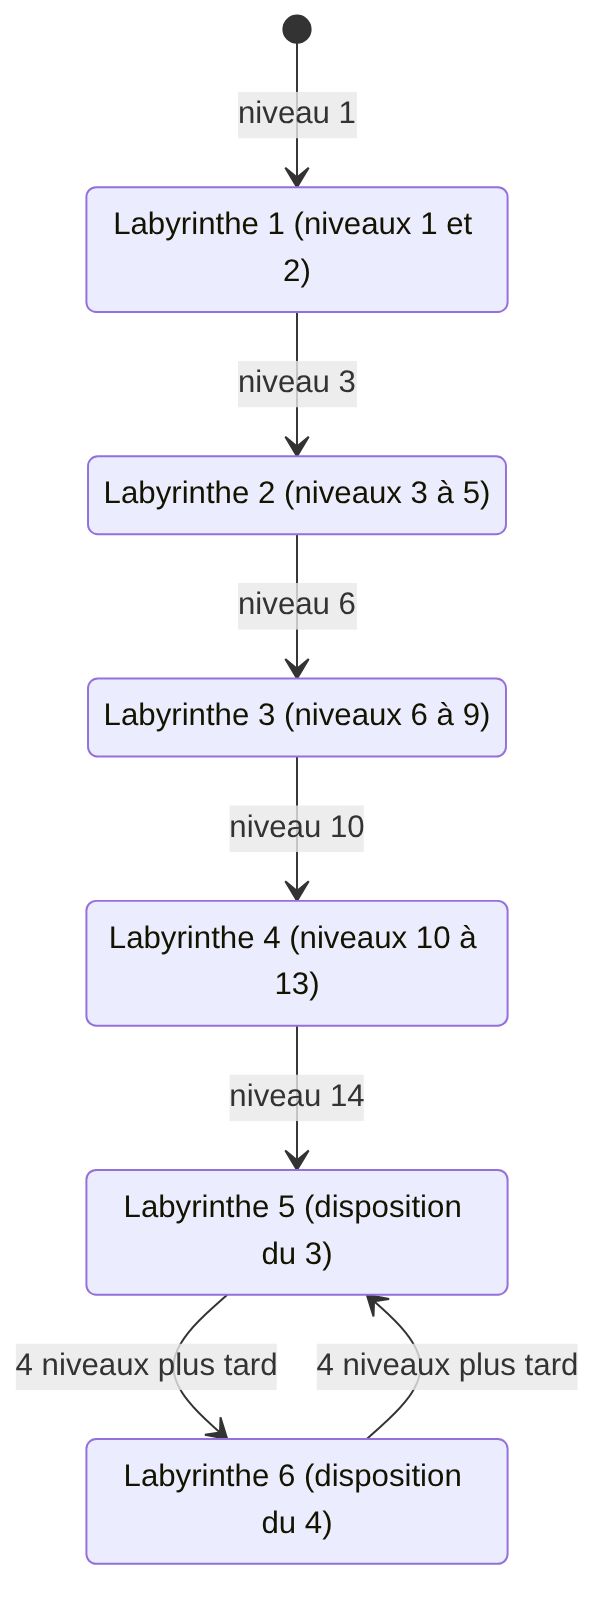 niveau 1
Labyrinthe 1 (niveaux 1 et
2)
niveau 3
Labyrinthe 2 (niveaux 3 à 5)
niveau 6
Labyrinthe 3 (niveaux 6 à 9)
niveau 10
Labyrinthe 4 (niveaux 10 à
13)
niveau 14
Labyrinthe 5 (disposition
du 3)
4 niveaux plus tard
4 niveaux plus tard
Labyrinthe 6 (disposition
du 4)